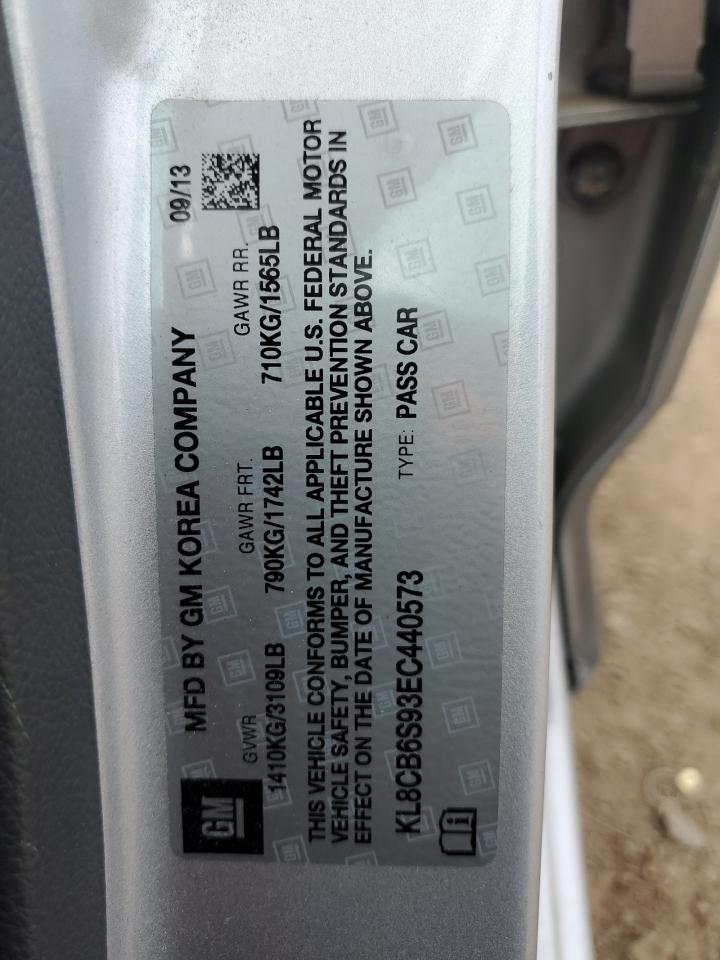 GM
MFD BY GM KOREA COMPANY 09/13
GVWR GAWR FRT. GAWR RR.
1410KG/3109LB 790KG/1742LB 710KG/1565LB
THIS VEHICLE CONFORMS TO ALL APPLICABLE U.S. FEDERAL MOTOR
VEHICLE SAFETY, BUMPER, AND THEFT PREVENTION STANDARDS IN
EFFECT ON THE DATE OF MANUFACTURE SHOWN ABOVE.
KL8CB6S93EC440573 TYPE: PASS CAR